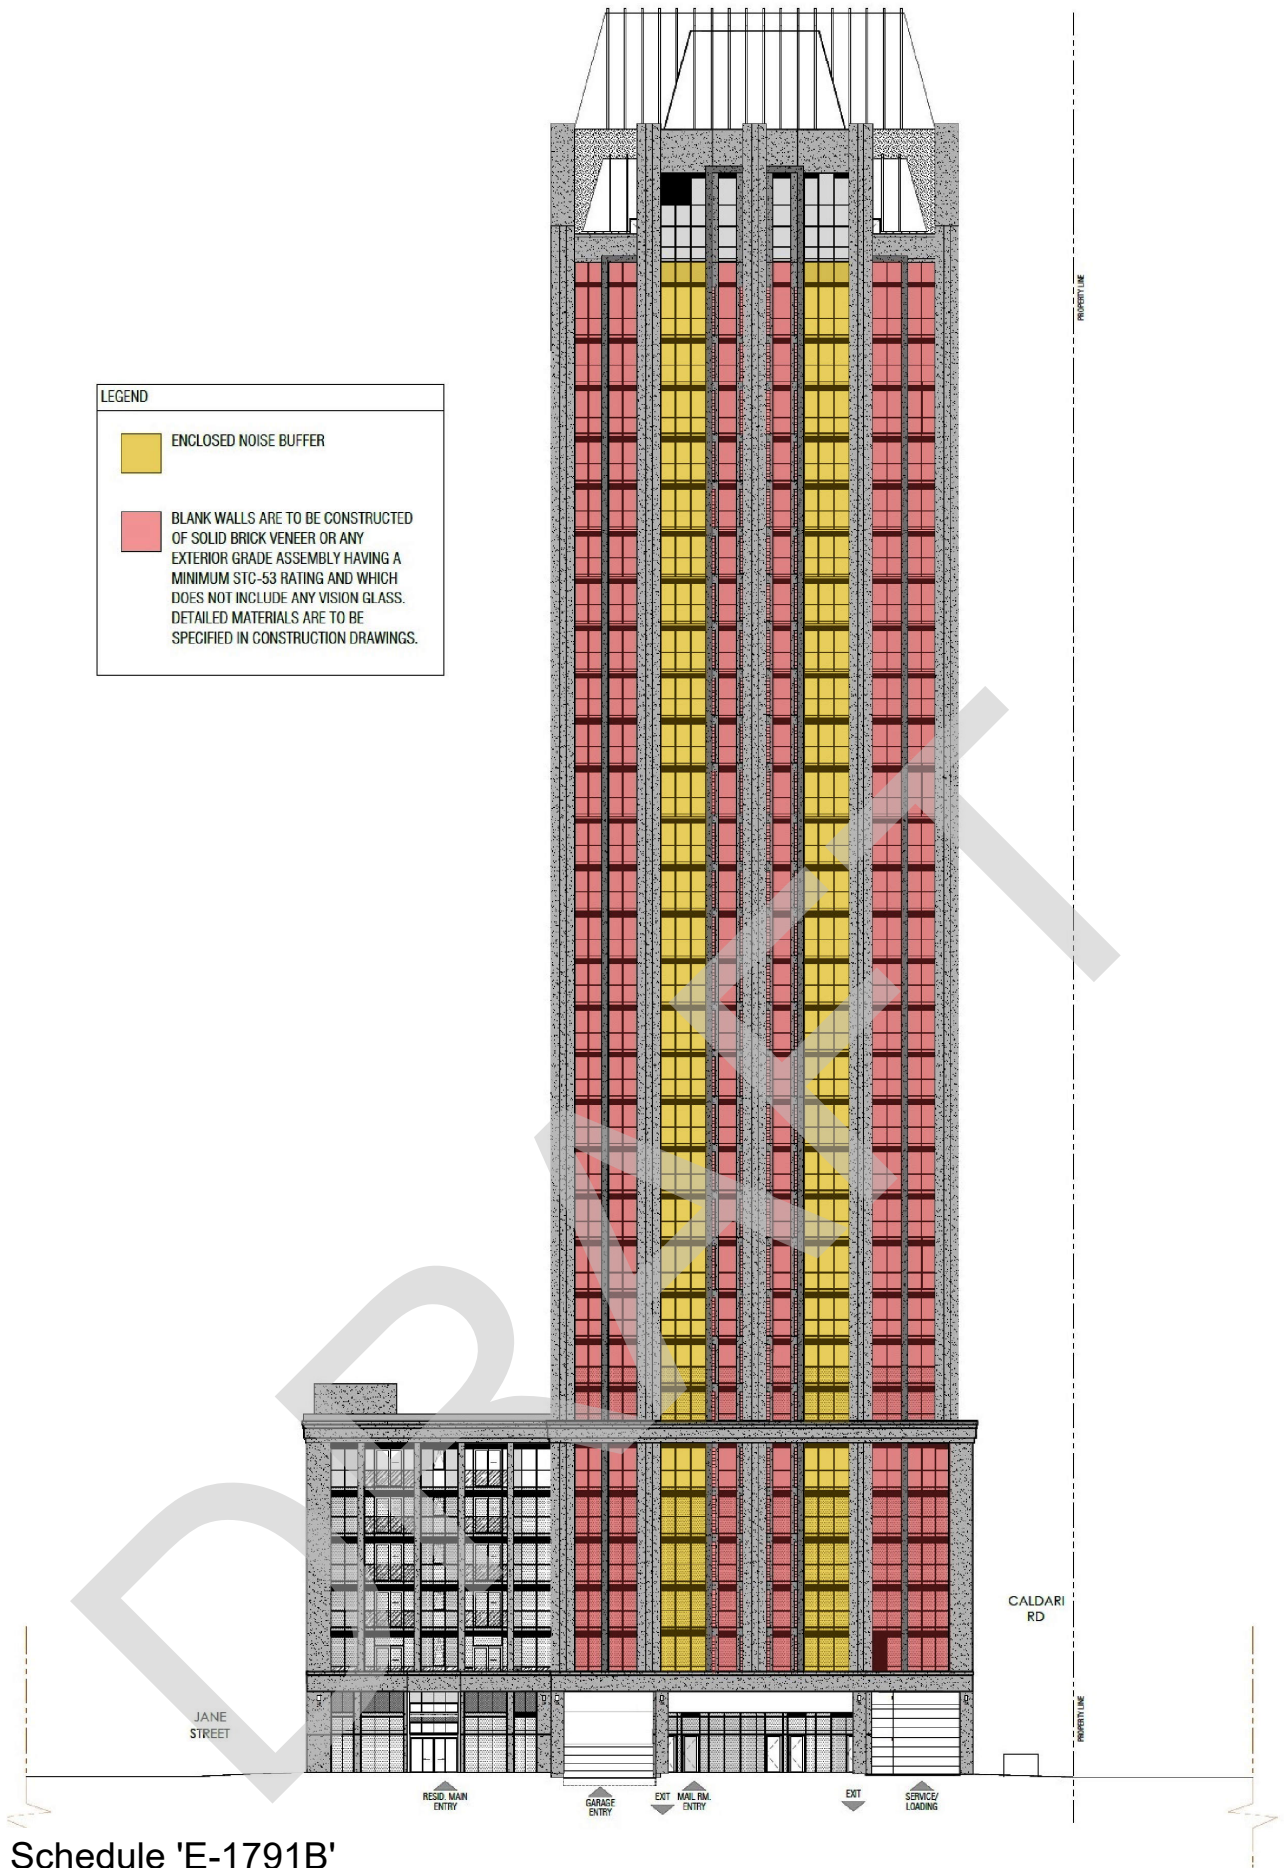 LEGEND
ENCLOSED NOISE BUFFER
BLANK WALLS ARE TO BE CONSTRUCTED
OF SOLID BRICK VENEER OR ANY
EXTERIOR GRADE ASSEMBLY HAVING A
MINIMUM STC-53 RATING AND WHICH
DOES NOT INCLUDE ANY VISION GLASS.
DETAILED MATERIALS ARE TO BE
SPECIFIED IN CONSTRUCTION DRAWINGS.
PROPERTY LINE
DRAFT
CALDARI
RD
JANE
STREET
PROPERTY LINE
RESID. MAIN
ENTRY
GARAGE
ENTRY
EXIT
MAIL RM.
ENTRY
EXIT
SERVICE/
LOADING
Schedule 'E-1791B'